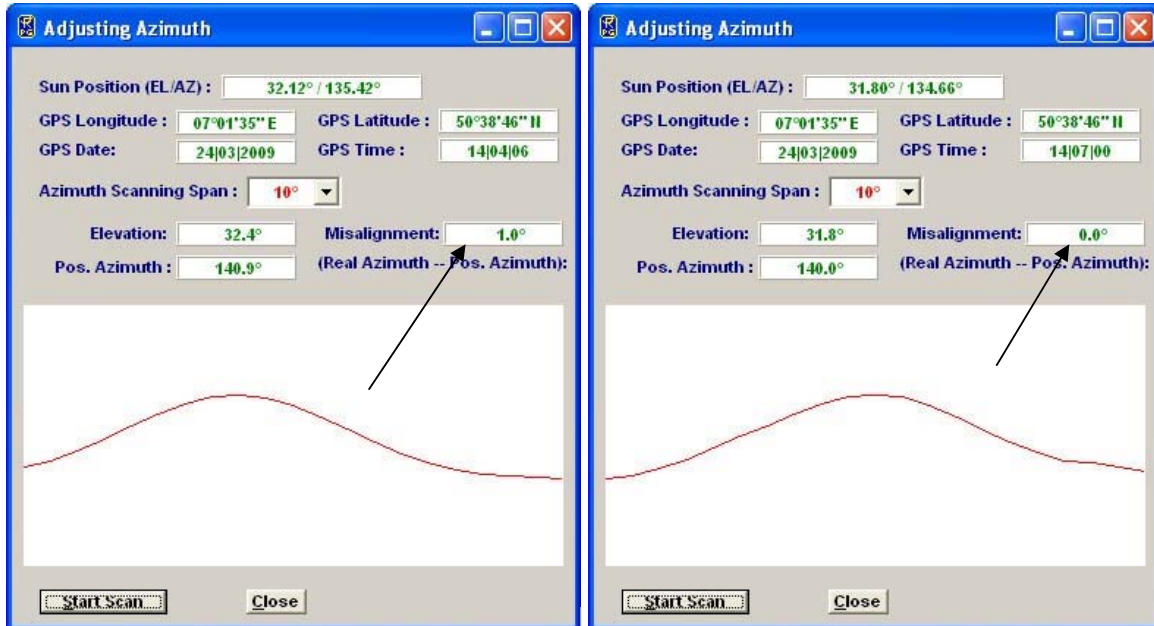 Adjusting Azimuth
Sun Position (EL/AZ) : 32.12° / 135.42°
GPS Longitude : 07°01'35" E GPS Latitude : 50°38'46" N
GPS Date: 24|03|2009 GPS Time : 14|04|06
Azimuth Scanning Span : 10°
Elevation: 32.4° Misalignment: 1.0°
Pos. Azimuth : 140.9° (Real Azimuth -- Pos. Azimuth):
Start Scan Close
Adjusting Azimuth
Sun Position (EL/AZ) : 31.80° / 134.66°
GPS Longitude : 07°01'35" E GPS Latitude : 50°38'46" N
GPS Date: 24|03|2009 GPS Time : 14|07|00
Azimuth Scanning Span : 10°
Elevation: 31.8° Misalignment: 0.0°
Pos. Azimuth : 140.0° (Real Azimuth -- Pos. Azimuth):
Start Scan Close